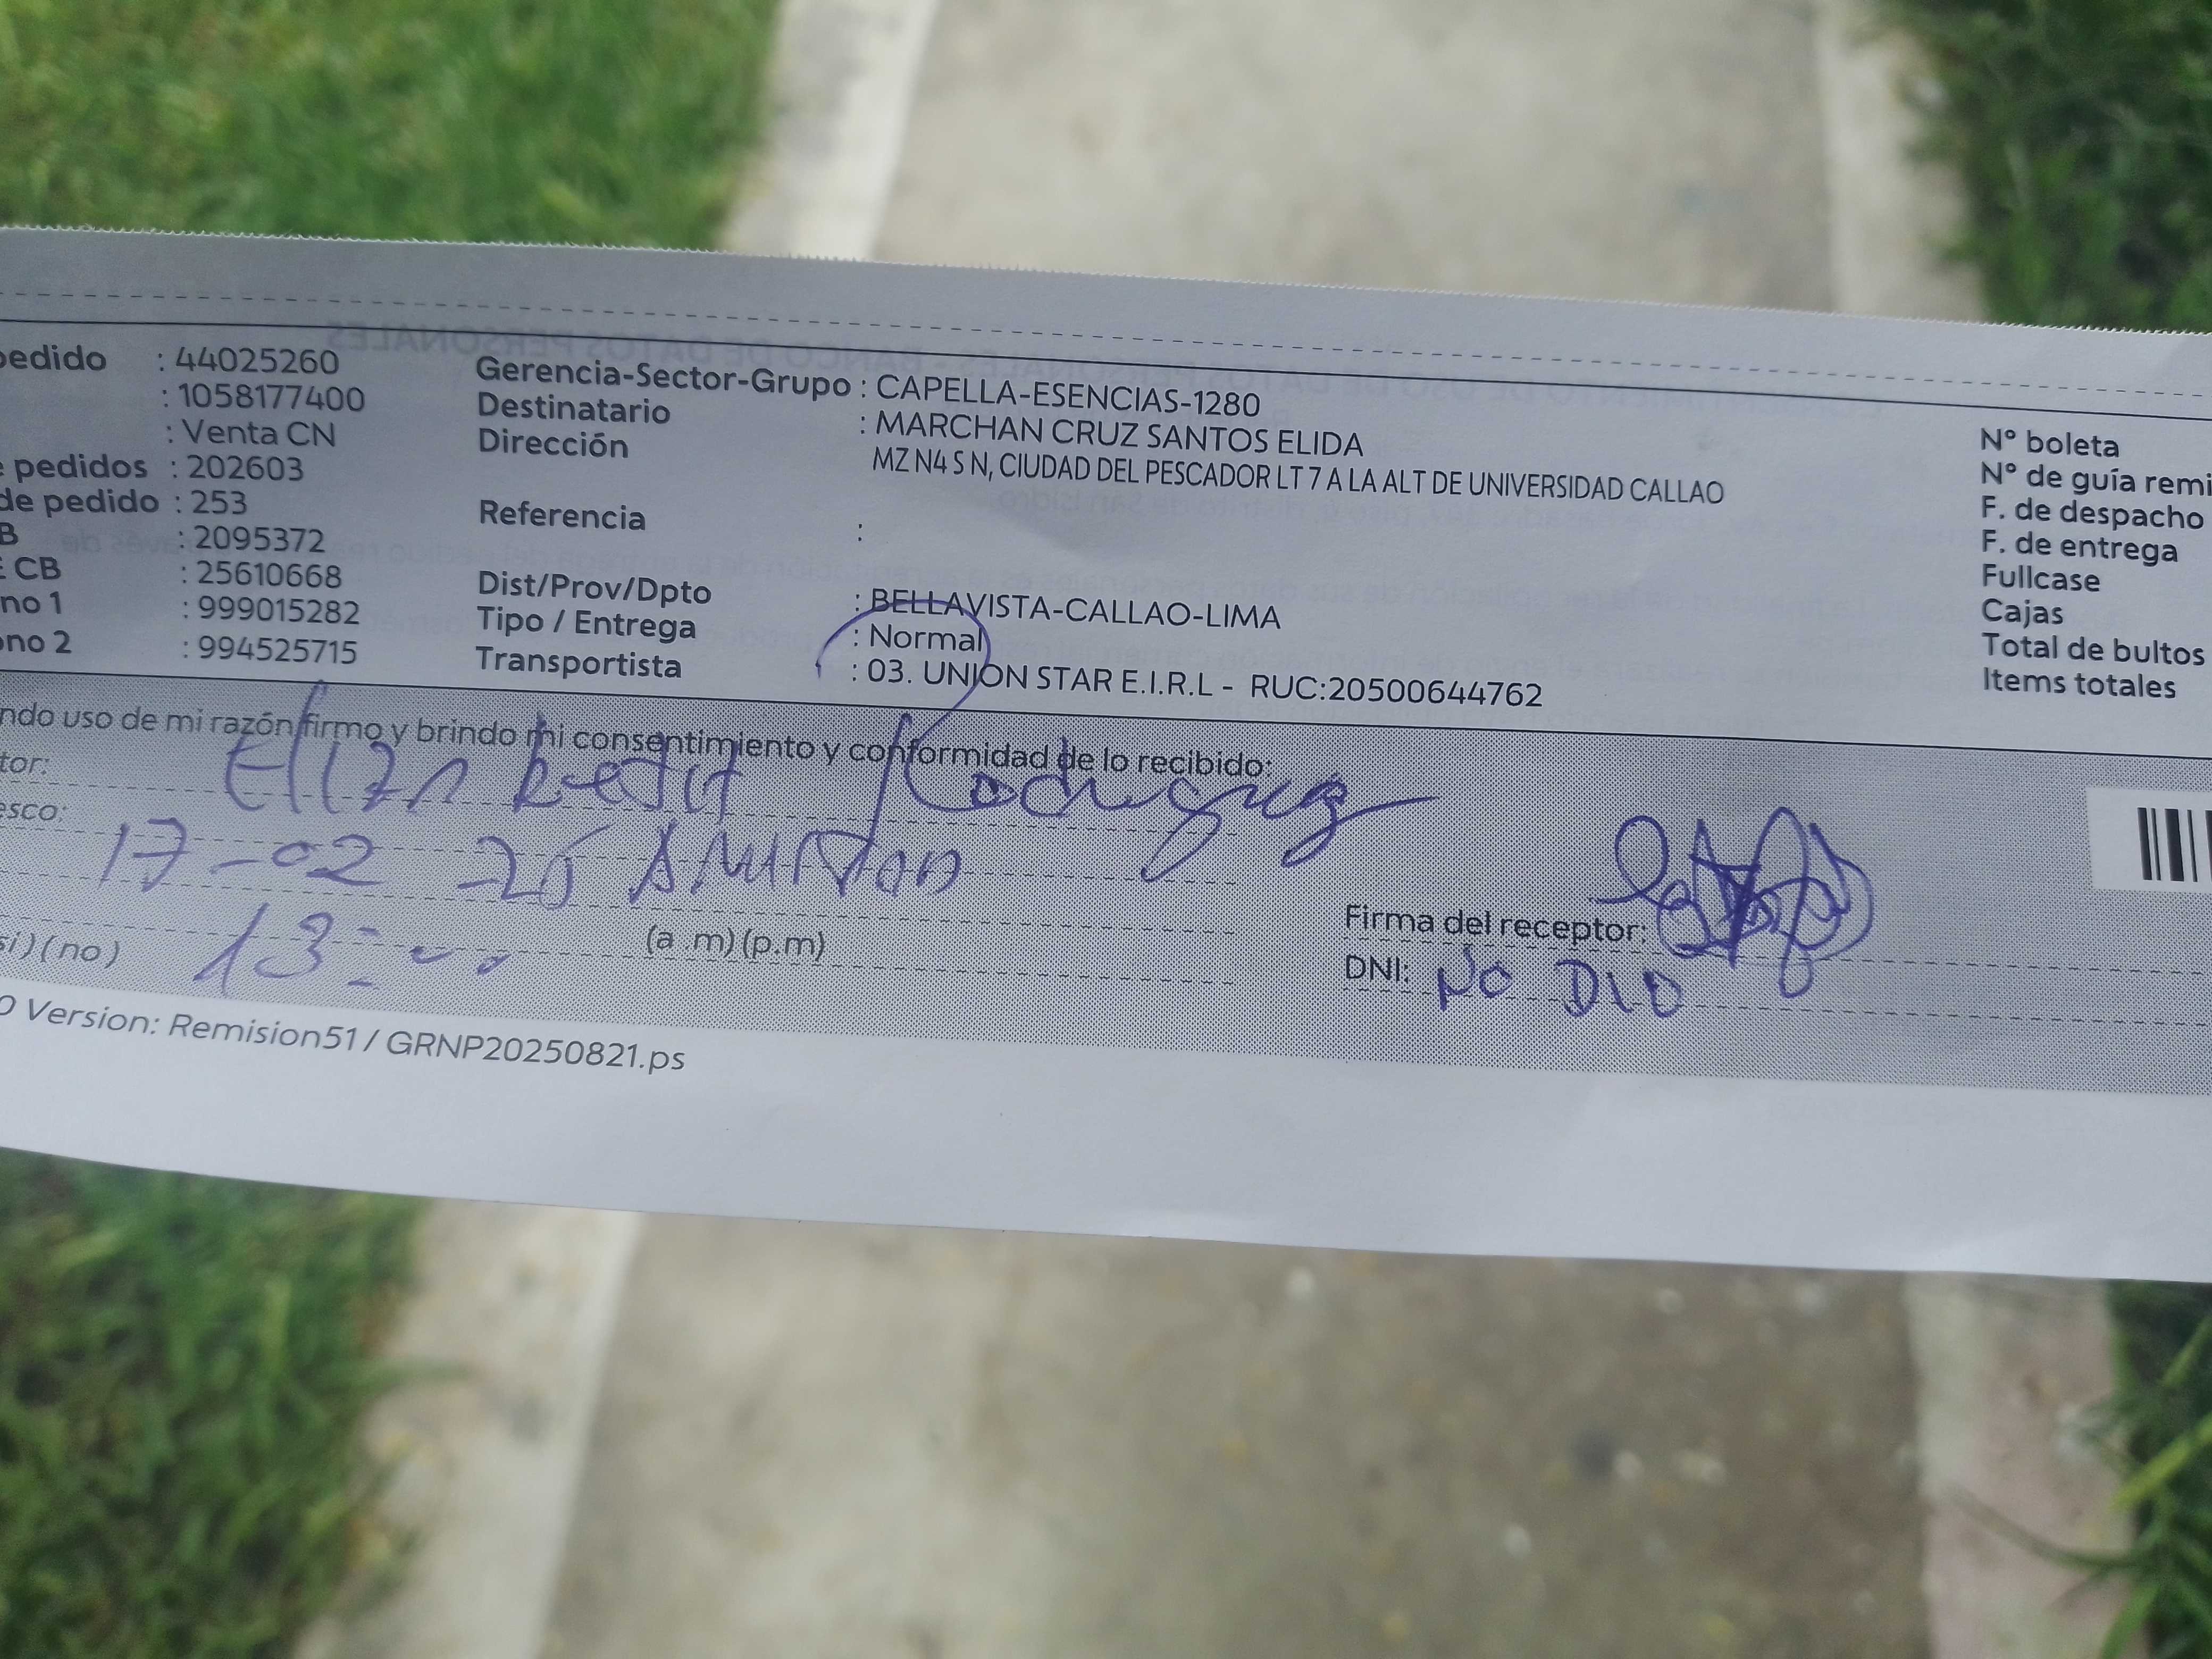 pedido : 44025260
: 1058177400
: Venta CN
e pedidos : 202603
de pedido : 253
B : 2095372
E CB : 25610668
no 1 : 999015282
ono 2 : 994525715
Gerencia-Sector-Grupo : CAPELLA-ESENCIAS-1280
Destinatario : MARCHAN CRUZ SANTOS ELIDA
Dirección MZ N4 S N, CIUDAD DEL PESCADOR LT 7 A LA ALT DE UNIVERSIDAD CALLAO
Referencia :
Dist/Prov/Dpto : BELLAVISTA-CALLAO-LIMA
Tipo / Entrega : Normal
Transportista : 03. UNION STAR E.I.R.L - RUC:20500644762
N° boleta
N° de guía remi
F. de despacho
F. de entrega
Fullcase
Cajas
Total de bultos
Items totales
ndo uso de mi razón firmo y brindo mi consentimiento y conformidad de lo recibido:
tor: Elizabeth Rodriguez
esco:
17-02-26 AMISTAD
si) (no) 13:00 (a .m) (p.m)
Firma del receptor:
DNI: NO DIO
O Version: Remision51 / GRNP20250821.ps